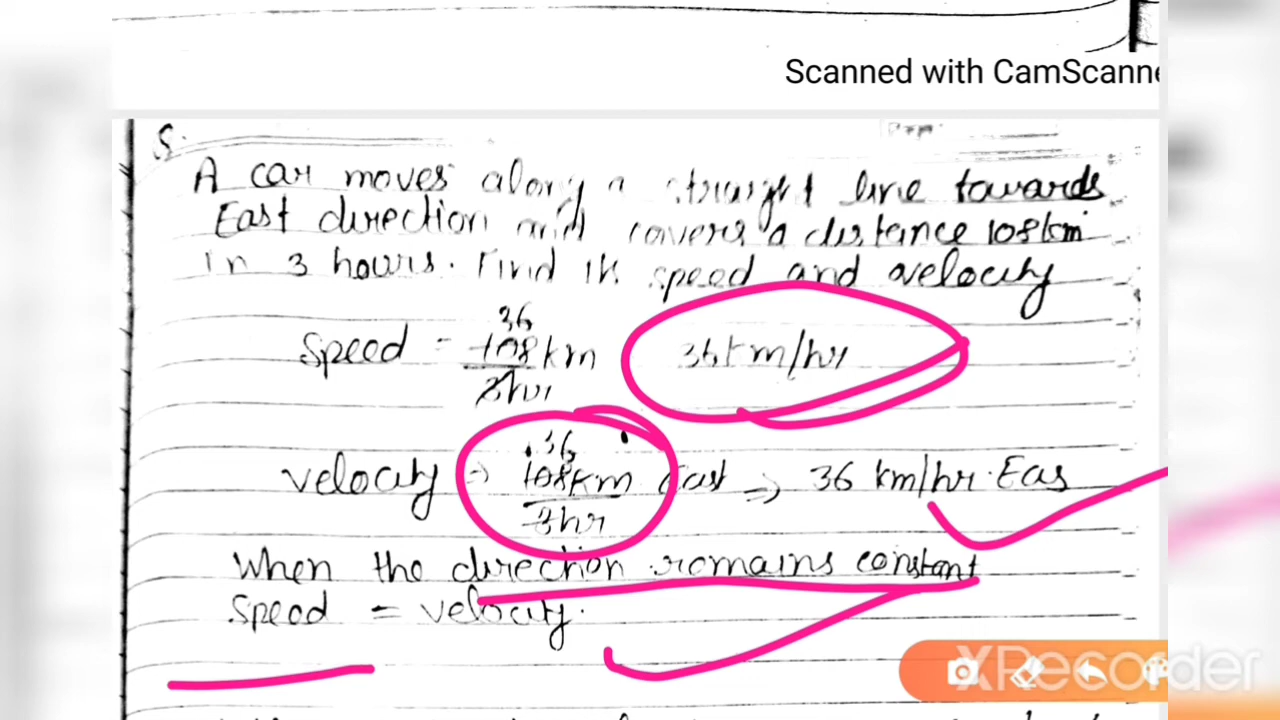 Scanned with CamScanne
S.
A car moves along a straight line towards
East direction and covers a distance 108km
in 3 hours. Find its speed and velocity
36
Speed = 108km 36km/hr
3hr
36
velocity ⇒ 108km East ⇒ 36 km/hr. Eas
3hr
When the direction remains constant
Speed = velocity.
XRecorder